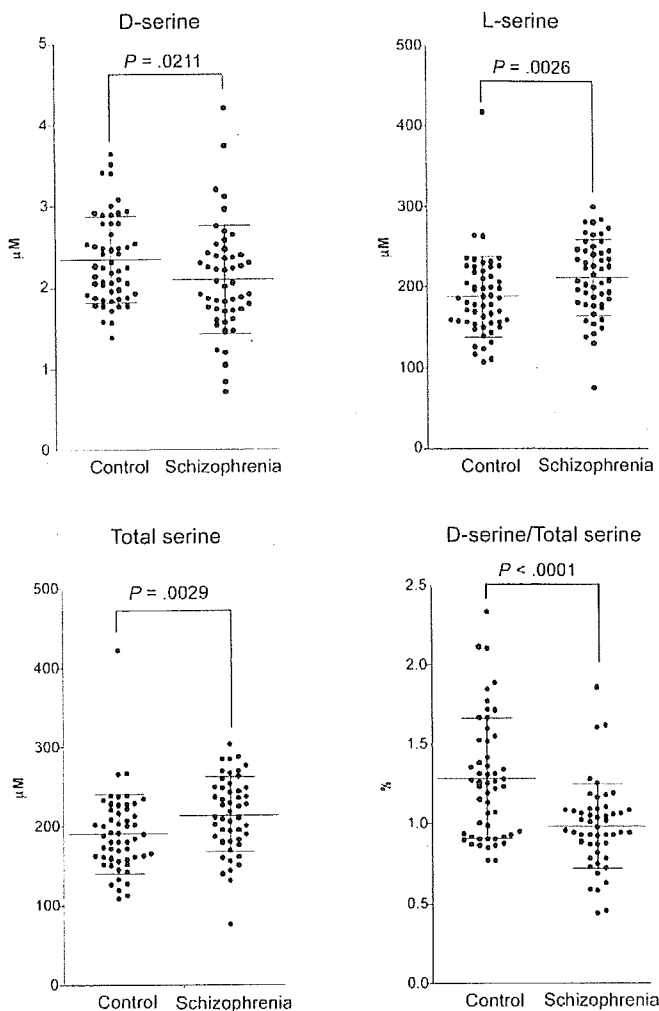 D-serine
5
4
3
2
1
0
μM
P = .0211
Control
Schizophrenia
L-serine
500
400
300
200
100
0
μM
P = .0026
Control
Schizophrenia
Total serine
500
400
300
200
100
0
μM
P = .0029
Control
Schizophrenia
D-serine/Total serine
2.5
2.0
1.5
1.0
0.5
0.0
%
P < .0001
Control
Schizophrenia